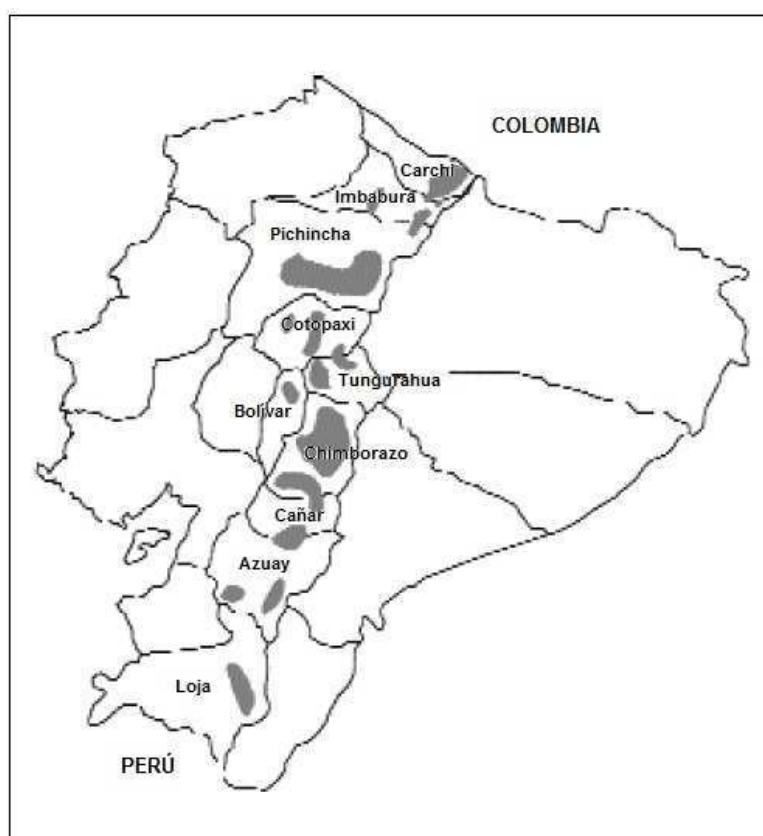 COLOMBIA
Carchi
Imbabura
Pichincha
Cotopaxi
Tungurahua
Bolívar
Chimborazo
Cañar
Azuay
Loja
PERÚ